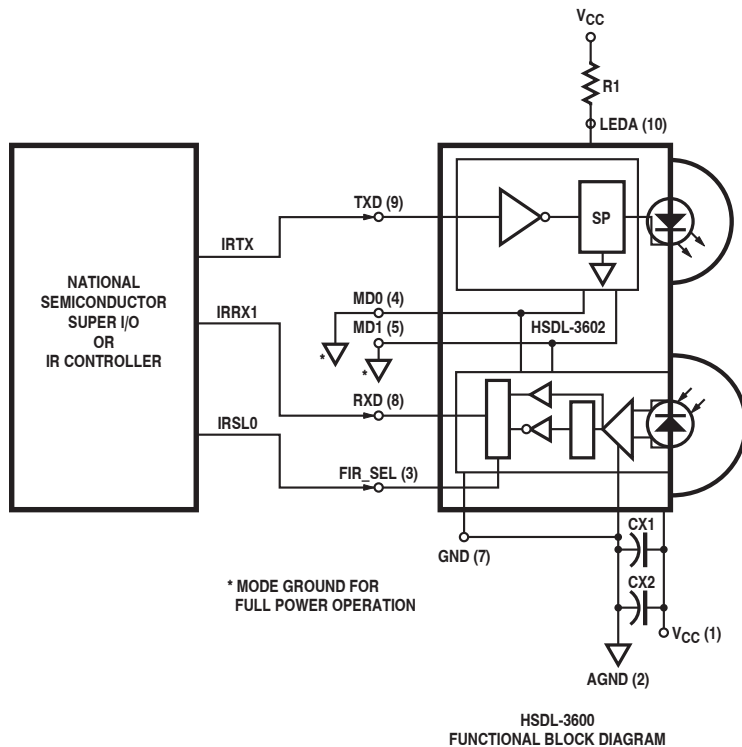 VCC
R1
LEDA (10)
TXD (9)
SP
IRTX
NATIONAL
SEMICONDUCTOR
SUPER I/O
OR
IR CONTROLLER
MD0 (4)
IRRX1
MD1 (5)
HSDL-3602
*
*
RXD (8)
IRSL0
FIR_SEL (3)
CX1
GND (7)
CX2
* MODE GROUND FOR
FULL POWER OPERATION
VCC (1)
AGND (2)
HSDL-3600
FUNCTIONAL BLOCK DIAGRAM